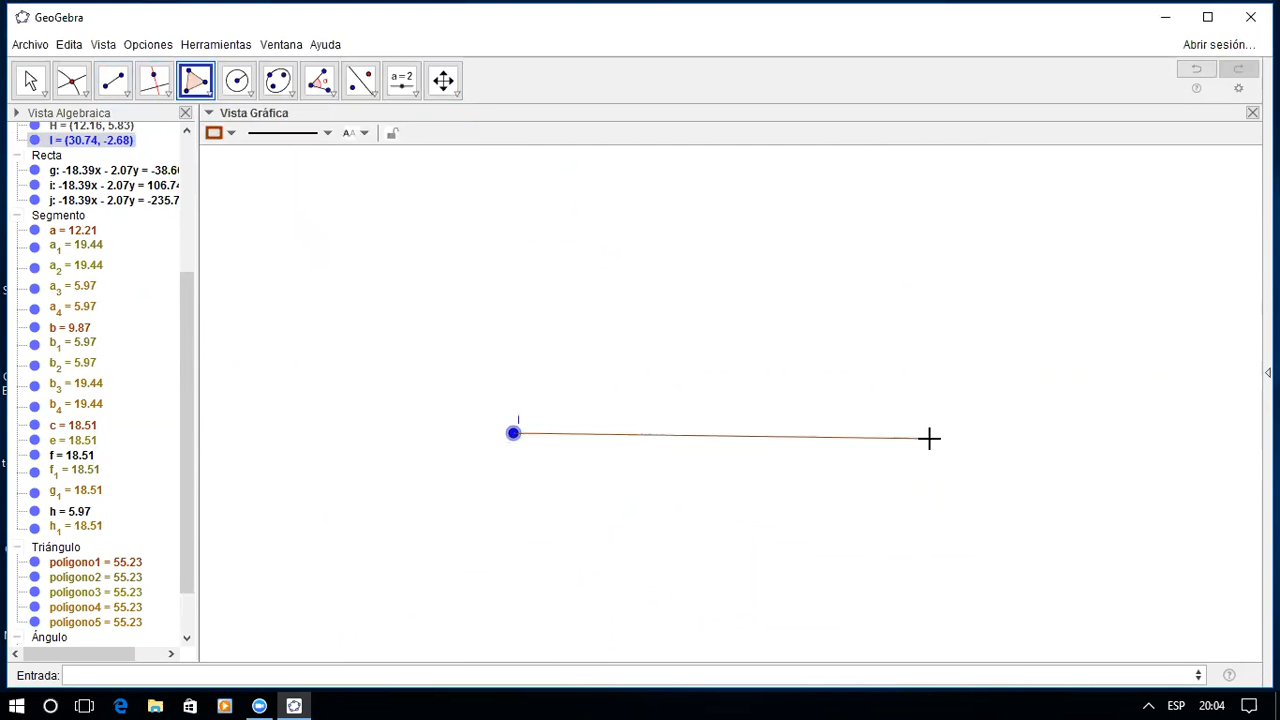 GeoGebra
Archivo Edita Vista Opciones Herramientas Ventana Ayuda
Abrir sesión...
a=2
Vista Algebraica
Vista Gráfica
AA
H = (12.16, 5.83)
I = (30.74, -2.68)
Recta
g: -18.39x - 2.07y = -38.6
i: -18.39x - 2.07y = 106.74
j: -18.39x - 2.07y = -235.7
Segmento
a = 12.21
a1 = 19.44
a2 = 19.44
a3 = 5.97
a4 = 5.97
b = 9.87
b1 = 5.97
b2 = 5.97
b3 = 19.44
b4 = 19.44
c = 18.51
e = 18.51
f = 18.51
f1 = 18.51
g1 = 18.51
h = 5.97
h1 = 18.51
Triángulo
polígono1 = 55.23
polígono2 = 55.23
polígono3 = 55.23
polígono4 = 55.23
polígono5 = 55.23
Ángulo
I
Entrada:
ESP 20:04